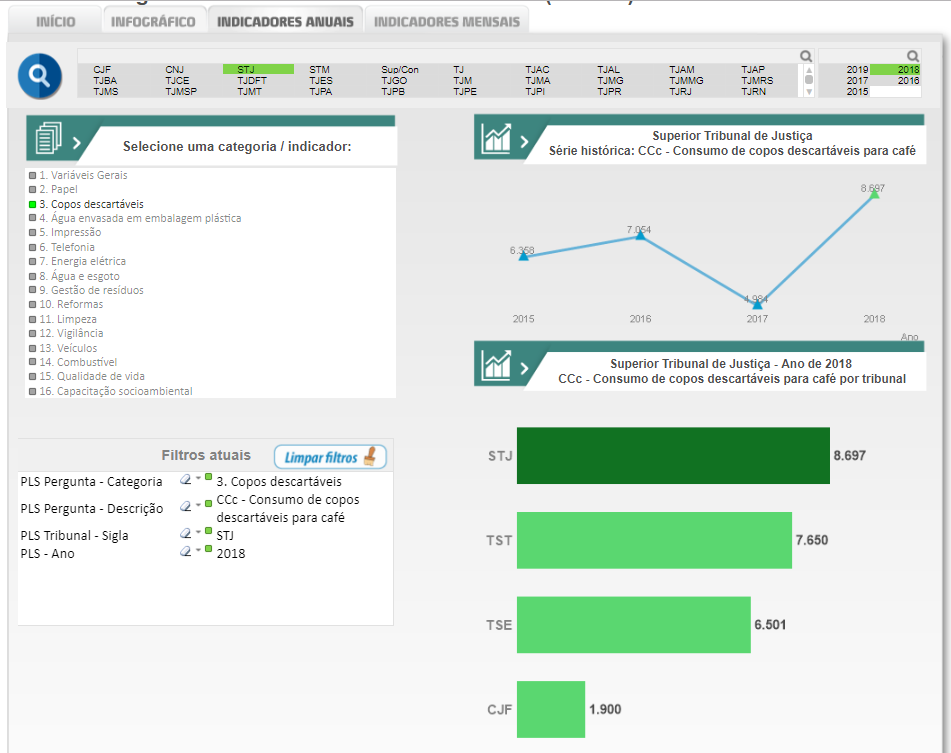 INÍCIO INFOGRÁFICO INDICADORES ANUAIS INDICADORES MENSAIS
CJF CNJ STJ STM Sup/Con TJ TJAC TJAL TJAM TJAP 2019 2018
TJBA TJCE TJDFT TJES TJGO TJM TJMA TJMG TJMMG TJMRS 2017 2016
TJMS TJMSP TJMT TJPA TJPB TJPE TJPI TJPR TJRJ TJRN 2015
Selecione uma categoria / indicador:
1. Variáveis Gerais
2. Papel
3. Copos descartáveis
4. Água envasada em embalagem plástica
5. Impressão
6. Telefonia
7. Energia elétrica
8. Água e esgoto
9. Gestão de resíduos
10. Reformas
11. Limpeza
12. Vigilância
13. Veículos
14. Combustível
15. Qualidade de vida
16. Capacitação socioambiental
Filtros atuais Limpar filtros
PLS Pergunta - Categoria 3. Copos descartáveis
PLS Pergunta - Descrição CCc - Consumo de copos
descartáveis para café
PLS Tribunal - Sigla STJ
PLS - Ano 2018
Superior Tribunal de Justiça
Série histórica: CCc - Consumo de copos descartáveis para café
8.697
7.054
6.358
4.984
2015 2016 2017 2018
Ano
Superior Tribunal de Justiça - Ano de 2018
CCc - Consumo de copos descartáveis para café por tribunal
STJ 8.697
TST 7.650
TSE 6.501
CJF 1.900